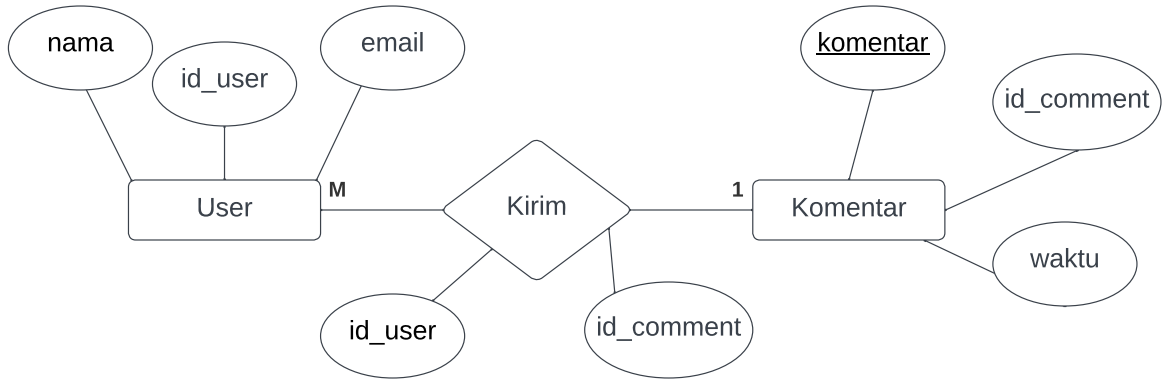 nama
id_user
email
komentar
id_comment
User
M
Kirim
1
Komentar
waktu
id_user
id_comment